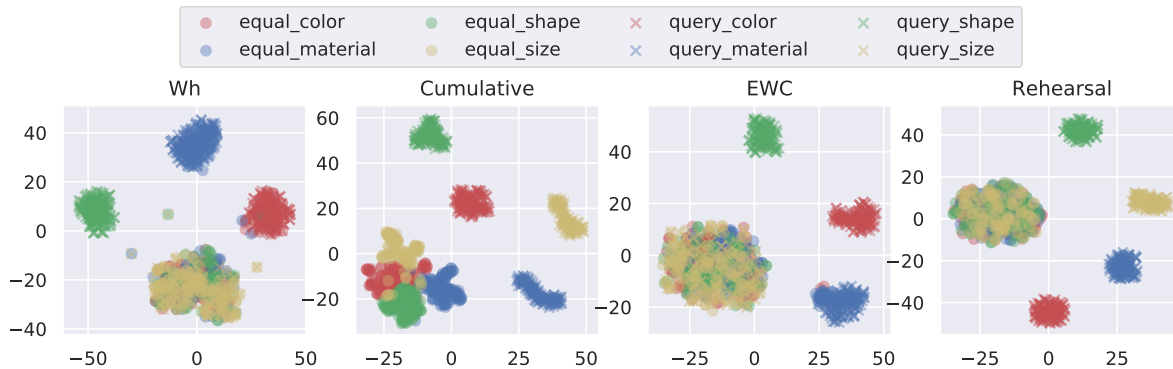 equal_color equal_shape query_color query_shape
equal_material equal_size query_material query_size
Wh Cumulative EWC Rehearsal
40
20
0
−20
−40
−50 0 50
60
40
20
0
−20
−25 0 25 50
40
20
0
−20
−25 0 25 50
40
20
0
−20
−40
−25 0 25